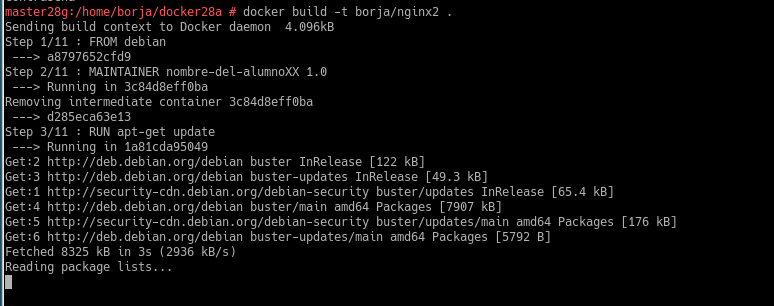 master28g:/home/borja/docker28a # docker build -t borja/nginx2 .
Sending build context to Docker daemon  4.096kB
Step 1/11 : FROM debian
 ---> a8797652cfd9
Step 2/11 : MAINTAINER nombre-del-alumnoXX 1.0
 ---> Running in 3c84d8eff0ba
Removing intermediate container 3c84d8eff0ba
 ---> d285eca63e13
Step 3/11 : RUN apt-get update
 ---> Running in 1a81cda95049
Get:2 http://deb.debian.org/debian buster InRelease [122 kB]
Get:3 http://deb.debian.org/debian buster-updates InRelease [49.3 kB]
Get:1 http://security-cdn.debian.org/debian-security buster/updates InRelease [65.4 kB]
Get:4 http://deb.debian.org/debian buster/main amd64 Packages [7907 kB]
Get:5 http://security-cdn.debian.org/debian-security buster/updates/main amd64 Packages [176 kB]
Get:6 http://deb.debian.org/debian buster-updates/main amd64 Packages [5792 B]
Fetched 8325 kB in 3s (2936 kB/s)
Reading package lists...